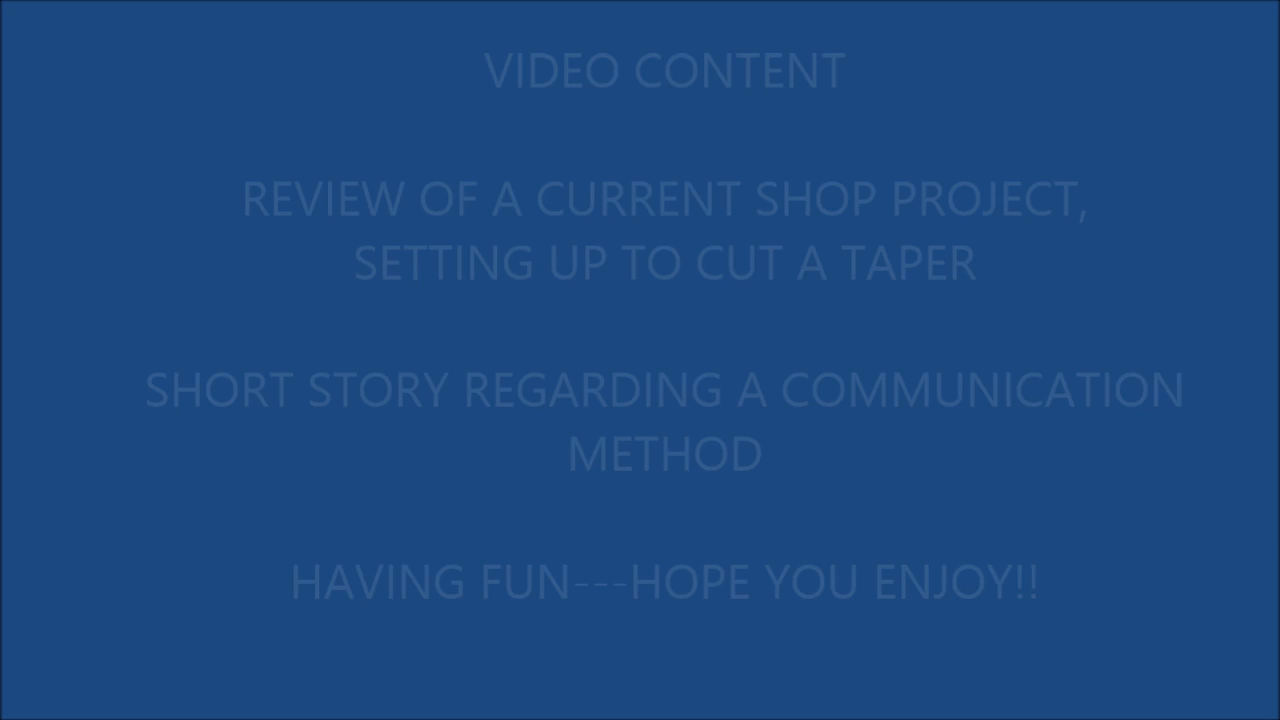 VIDEO CONTENT
REVIEW OF A CURRENT SHOP PROJECT,
SETTING UP TO CUT A TAPER
SHORT STORY REGARDING A COMMUNICATION
METHOD
HAVING FUN---HOPE YOU ENJOY!!